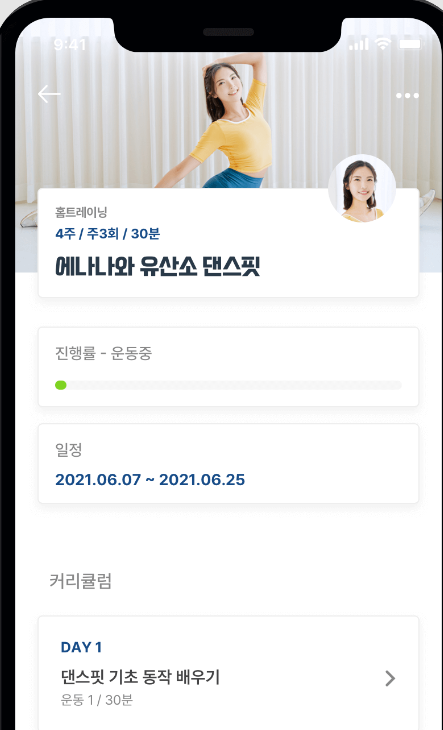 9:41
홈트레이닝
4주 / 주3회 / 30분
에나나와 유산소 댄스핏
진행률 - 운동중
일정
2021.06.07 ~ 2021.06.25
커리큘럼
DAY 1
댄스핏 기초 동작 배우기
운동 1 / 30분